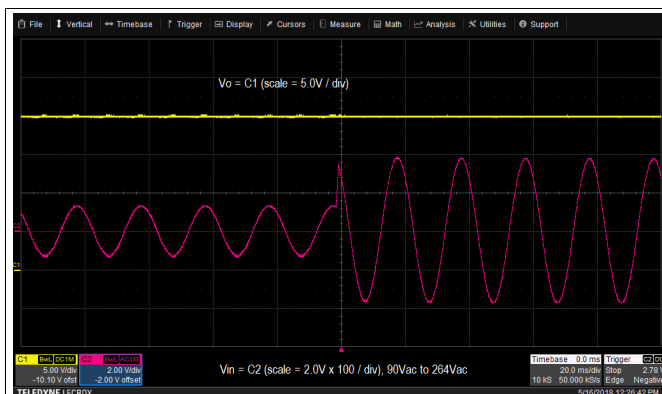 File Vertical Timebase Trigger Display Cursors Measure Math Analysis Utilities Support
Vo = C1 (scale = 5.0V / div)
C1
Vin = C2 (scale = 2.0V x 100 / div), 90Vac to 264Vac
C1 BwL DC1M C2 BwL AC1M
5.00 V/div 2.00 V/div
-10.10 V ofst -2.00 V offset
Timebase 0.0 ms Trigger C2 DC
20.0 ms/div Stop 2.78 V
10 kS 50.000 kS/s Edge Negative
TELEDYNE LECROY 5/16/2018 12:26:42 PM